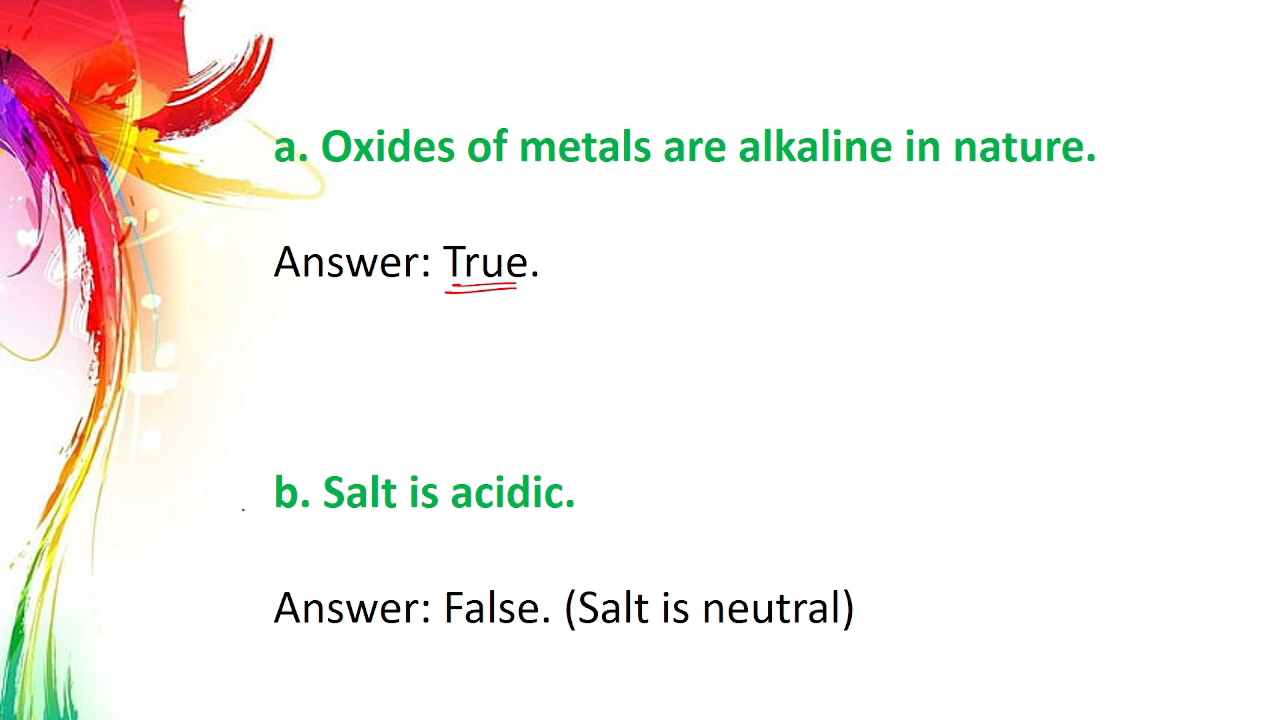 a. Oxides of metals are alkaline in nature.
Answer: True.
b. Salt is acidic.
Answer: False. (Salt is neutral)